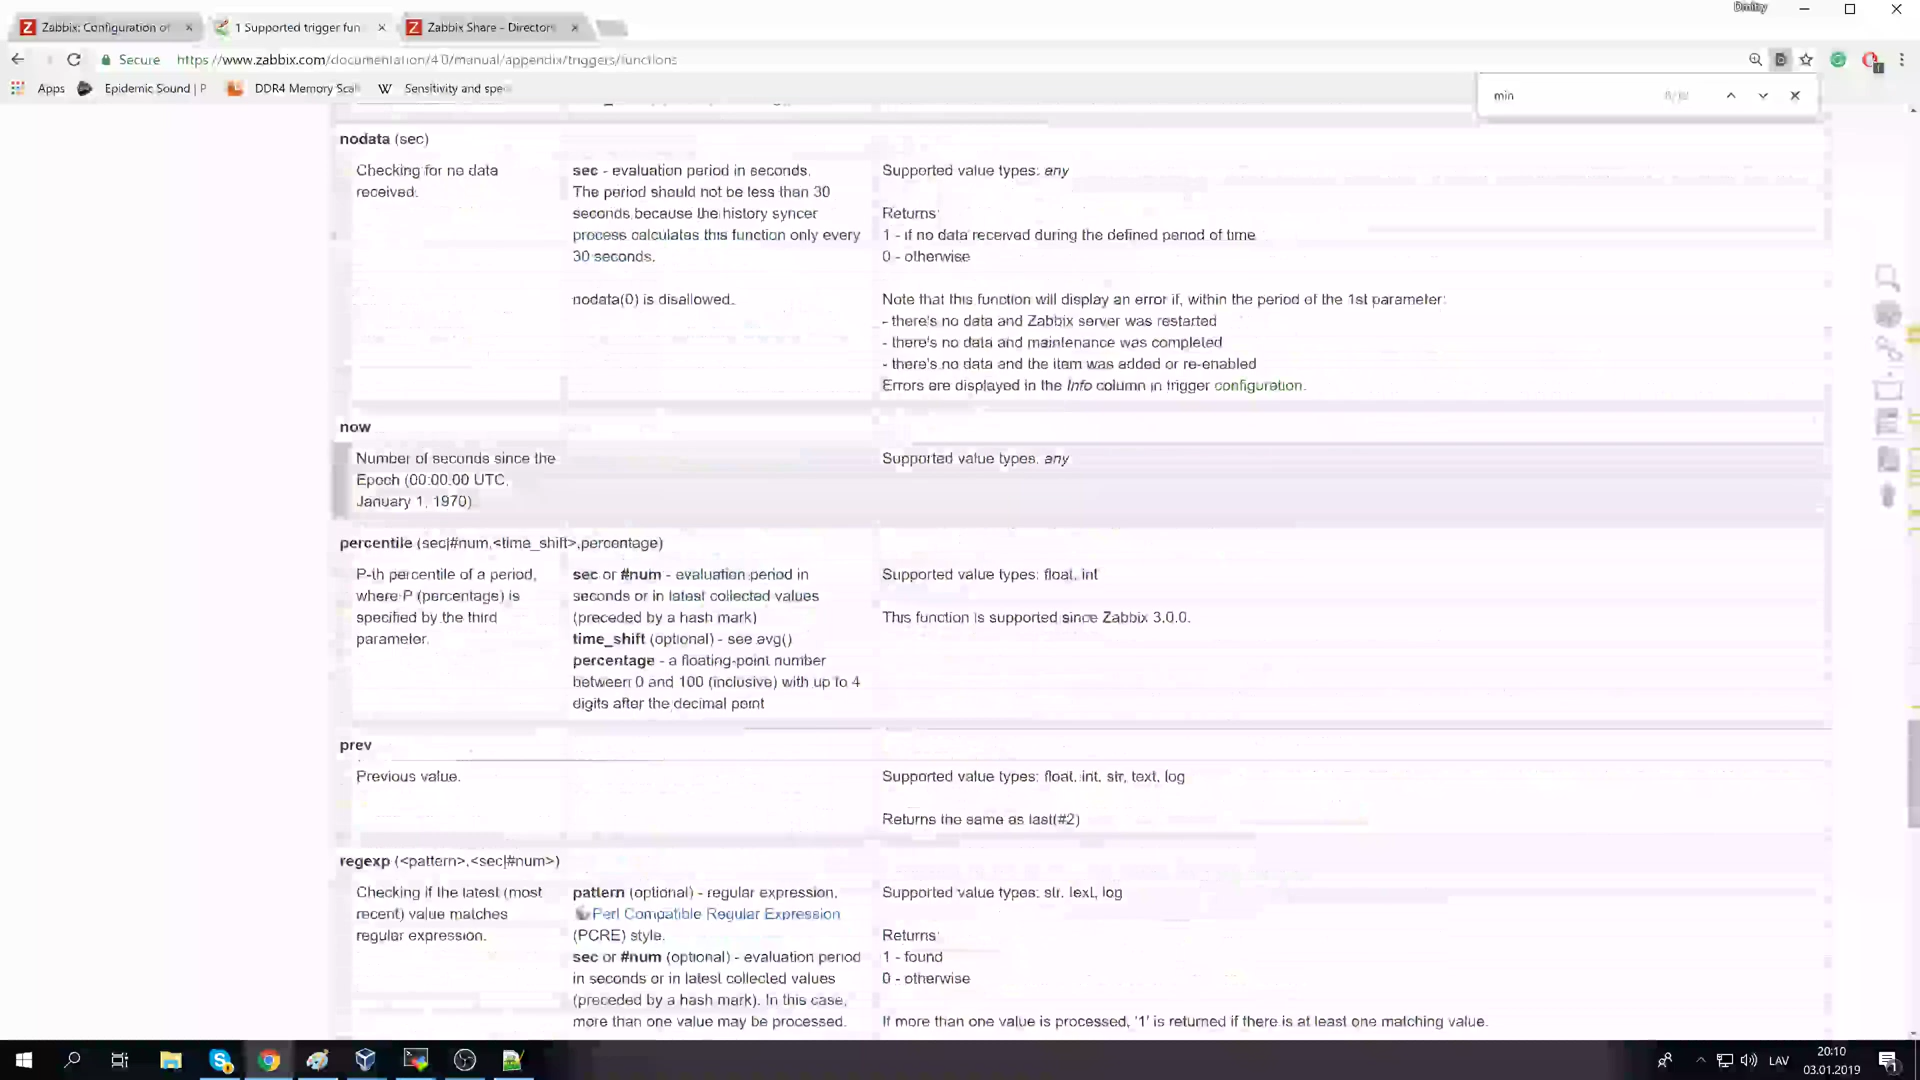 Dmitry
Zabbix: Configuration of
1 Supported trigger fun
Zabbix Share - Director
Secure https://www.zabbix.com/documentation/4.0/manual/appendix/triggers/functions
Apps
Epidemic Sound | P
DDR4 Memory Scal
Sensitivity and spe
min
nodata (sec)
Checking for no data
received.
sec - evaluation period in seconds.
The period should not be less than 30
seconds because the history syncer
process calculates this function only every
30 seconds.
nodata(0) is disallowed.
Supported value types: any
Returns:
1 - if no data received during the defined period of time
0 - otherwise
Note that this function will display an error if, within the period of the 1st parameter:
- there's no data and Zabbix server was restarted
- there's no data and maintenance was completed
- there's no data and the item was added or re-enabled
Errors are displayed in the Info column in trigger configuration.
now
Number of seconds since the
Epoch (00:00:00 UTC,
January 1, 1970)
Supported value types: any
percentile (sec|#num,<time_shift>,percentage)
P-th percentile of a period,
where P (percentage) is
specified by the third
parameter.
sec or #num - evaluation period in
seconds or in latest collected values
(preceded by a hash mark)
time_shift (optional) - see avg()
percentage - a floating-point number
between 0 and 100 (inclusive) with up to 4
digits after the decimal point
Supported value types: float, int
This function is supported since Zabbix 3.0.0.
prev
Previous value.
Supported value types: float, int, str, text, log
Returns the same as last(#2)
regexp (<pattern>,<sec|#num>)
Checking if the latest (most
recent) value matches
regular expression.
pattern (optional) - regular expression,
Perl Compatible Regular Expression
(PCRE) style.
sec or #num (optional) - evaluation period
in seconds or in latest collected values
(preceded by a hash mark). In this case,
more than one value may be processed.
Supported value types: str, text, log
Returns:
1 - found
0 - otherwise
If more than one value is processed, '1' is returned if there is at least one matching value.
LAV
20:10
03.01.2019